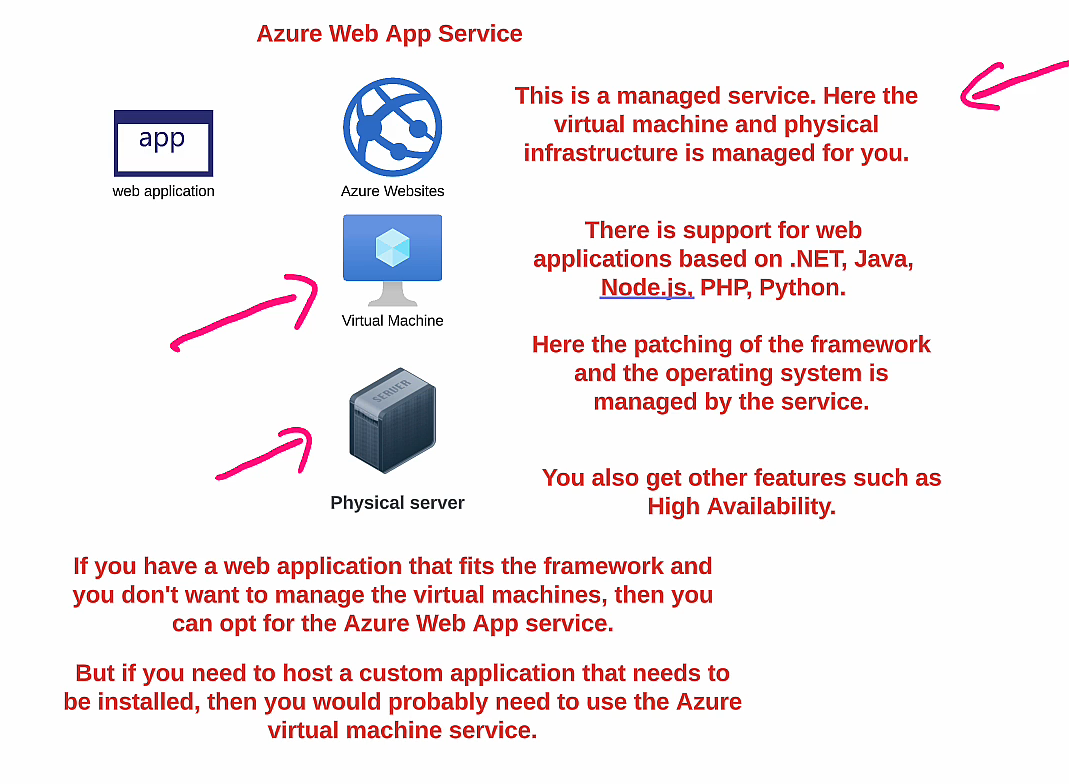 Azure Web App Service
app
web application
Azure Websites
This is a managed service. Here the
virtual machine and physical
infrastructure is managed for you.
There is support for web
applications based on .NET, Java,
Node.js, PHP, Python.
Virtual Machine
Here the patching of the framework
and the operating system is
managed by the service.
SERVER
Physical server
You also get other features such as
High Availability.
If you have a web application that fits the framework and
you don't want to manage the virtual machines, then you
can opt for the Azure Web App service.
But if you need to host a custom application that needs to
be installed, then you would probably need to use the Azure
virtual machine service.